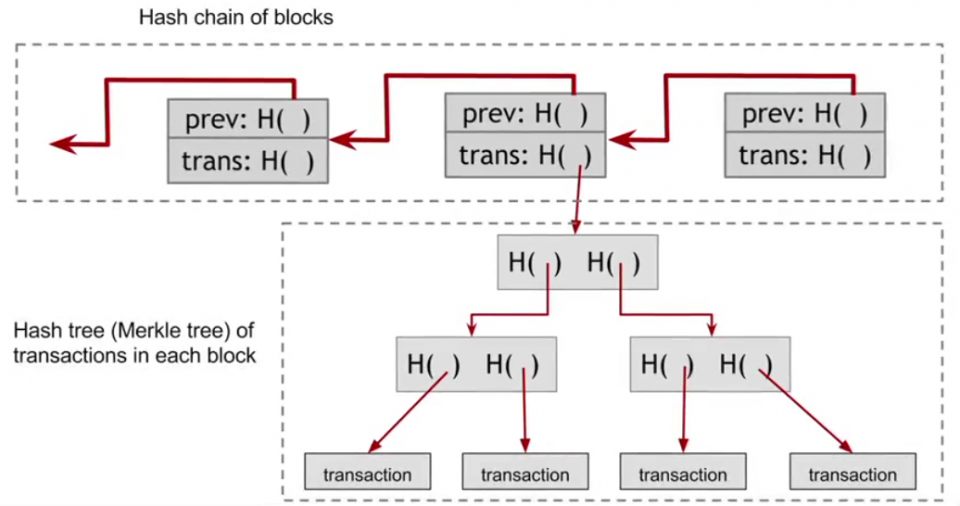 Hash chain of blocks
prev: H( )
trans: H( )
prev: H( )
trans: H( )
prev: H( )
trans: H( )
H( ) H( )
Hash tree (Merkle tree) of
transactions in each block
H( ) H( )
H( ) H( )
transaction
transaction
transaction
transaction